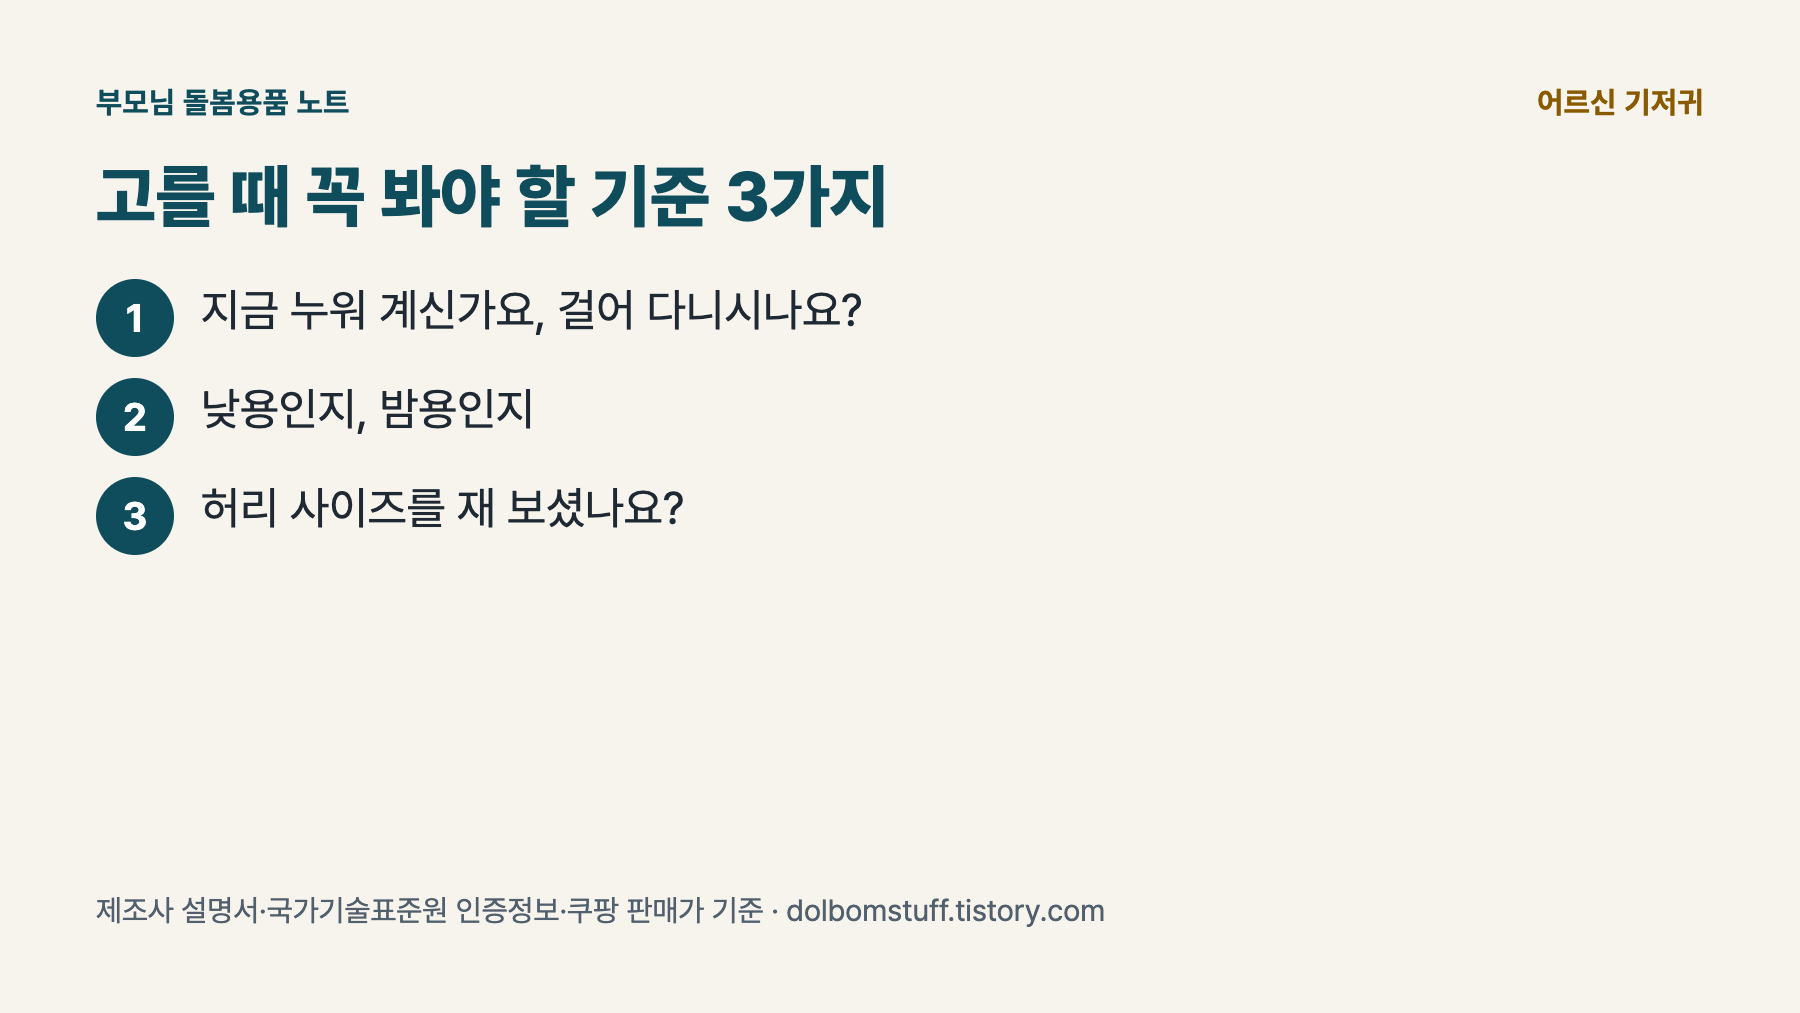 부모님 돌봄용품 노트
어르신 기저귀
고를 때 꼭 봐야 할 기준 3가지
1 지금 누워 계신가요, 걸어 다니시나요?
2 낮용인지, 밤용인지
3 허리 사이즈를 재 보셨나요?
제조사 설명서·국가기술표준원 인증정보·쿠팡 판매가 기준 · dolbomstuff.tistory.com